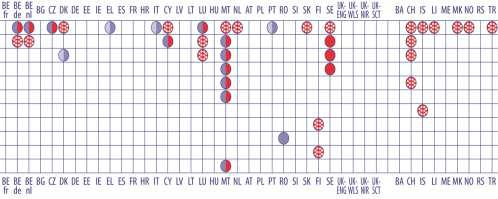 BE BE BE BG CZ DK DE EE IE EL ES FR HR IT CY LV LT LU HU MT NL AT PL PT RO SI SK FI SE UK- UK- UK- UK- BA CH IS LI ME MK NO RS TR
fr de nl ENG WLS NIR SCT
BE BE BE BG CZ DK DE EE IE EL ES FR HR IT CY LV LT LU HU MT NL AT PL PT RO SI SK FI SE UK- UK- UK- UK- BA CH IS LI ME MK NO RS TR
fr de nl ENG WLS NIR SCT